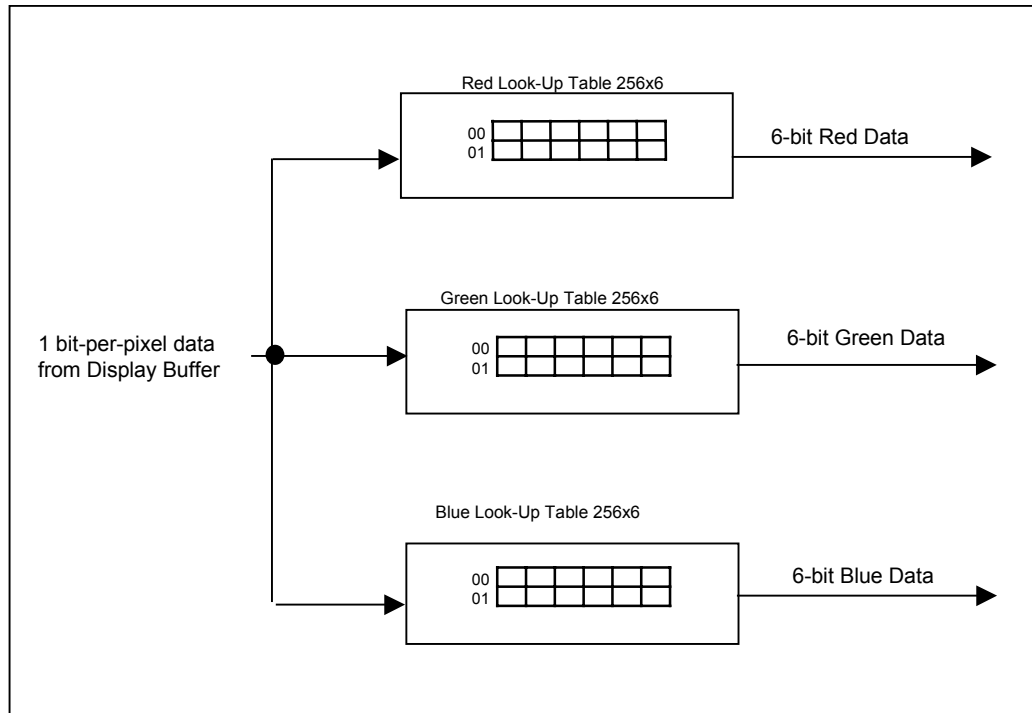 Red Look-Up Table 256x6
00
01
6-bit Red Data
Green Look-Up Table 256x6
00
01
6-bit Green Data
1 bit-per-pixel data
from Display Buffer
Blue Look-Up Table 256x6
00
01
6-bit Blue Data